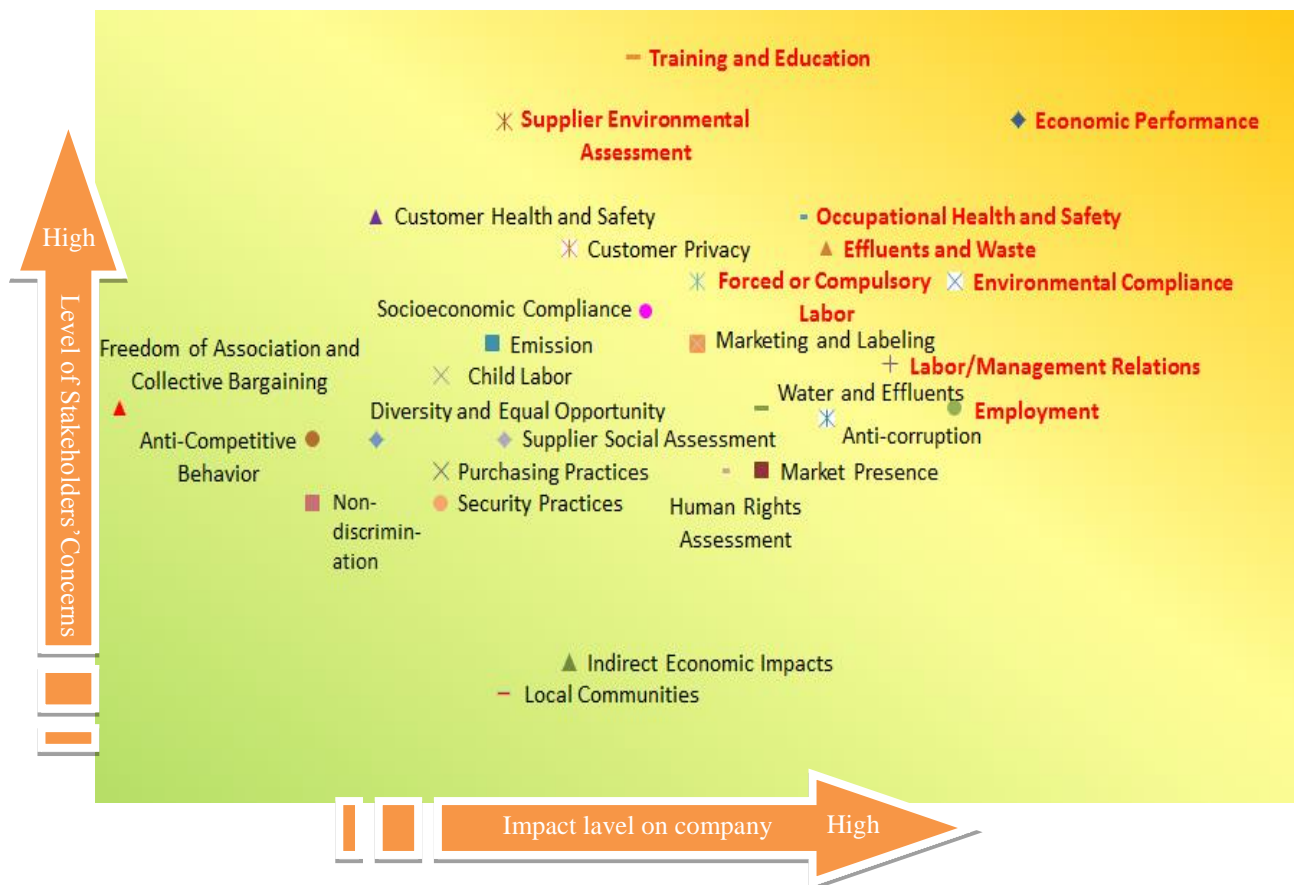 Training and Education
Supplier Environmental
Assessment
Economic Performance
High
Level of Stakeholders' Concerns
Customer Health and Safety
Occupational Health and Safety
Customer Privacy
Effluents and Waste
Forced or Compulsory
Labor
Environmental Compliance
Socioeconomic Compliance
Emission
Marketing and Labeling
Freedom of Association and
Collective Bargaining
Child Labor
Labor/Management Relations
Diversity and Equal Opportunity
Water and Effluents
Employment
Anti-Competitive
Behavior
Supplier Social Assessment
Anti-corruption
Purchasing Practices
Market Presence
Non-
discrimin-
ation
Security Practices
Human Rights
Assessment
Indirect Economic Impacts
Local Communities
Impact lavel on company
High